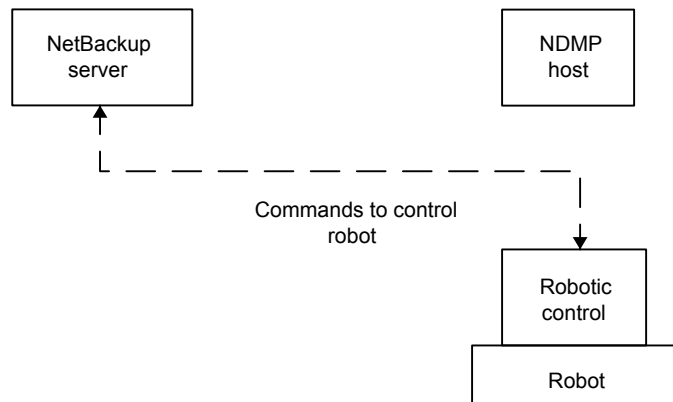 NetBackup
server
NDMP
host
Commands to control
robot
Robotic
control
Robot